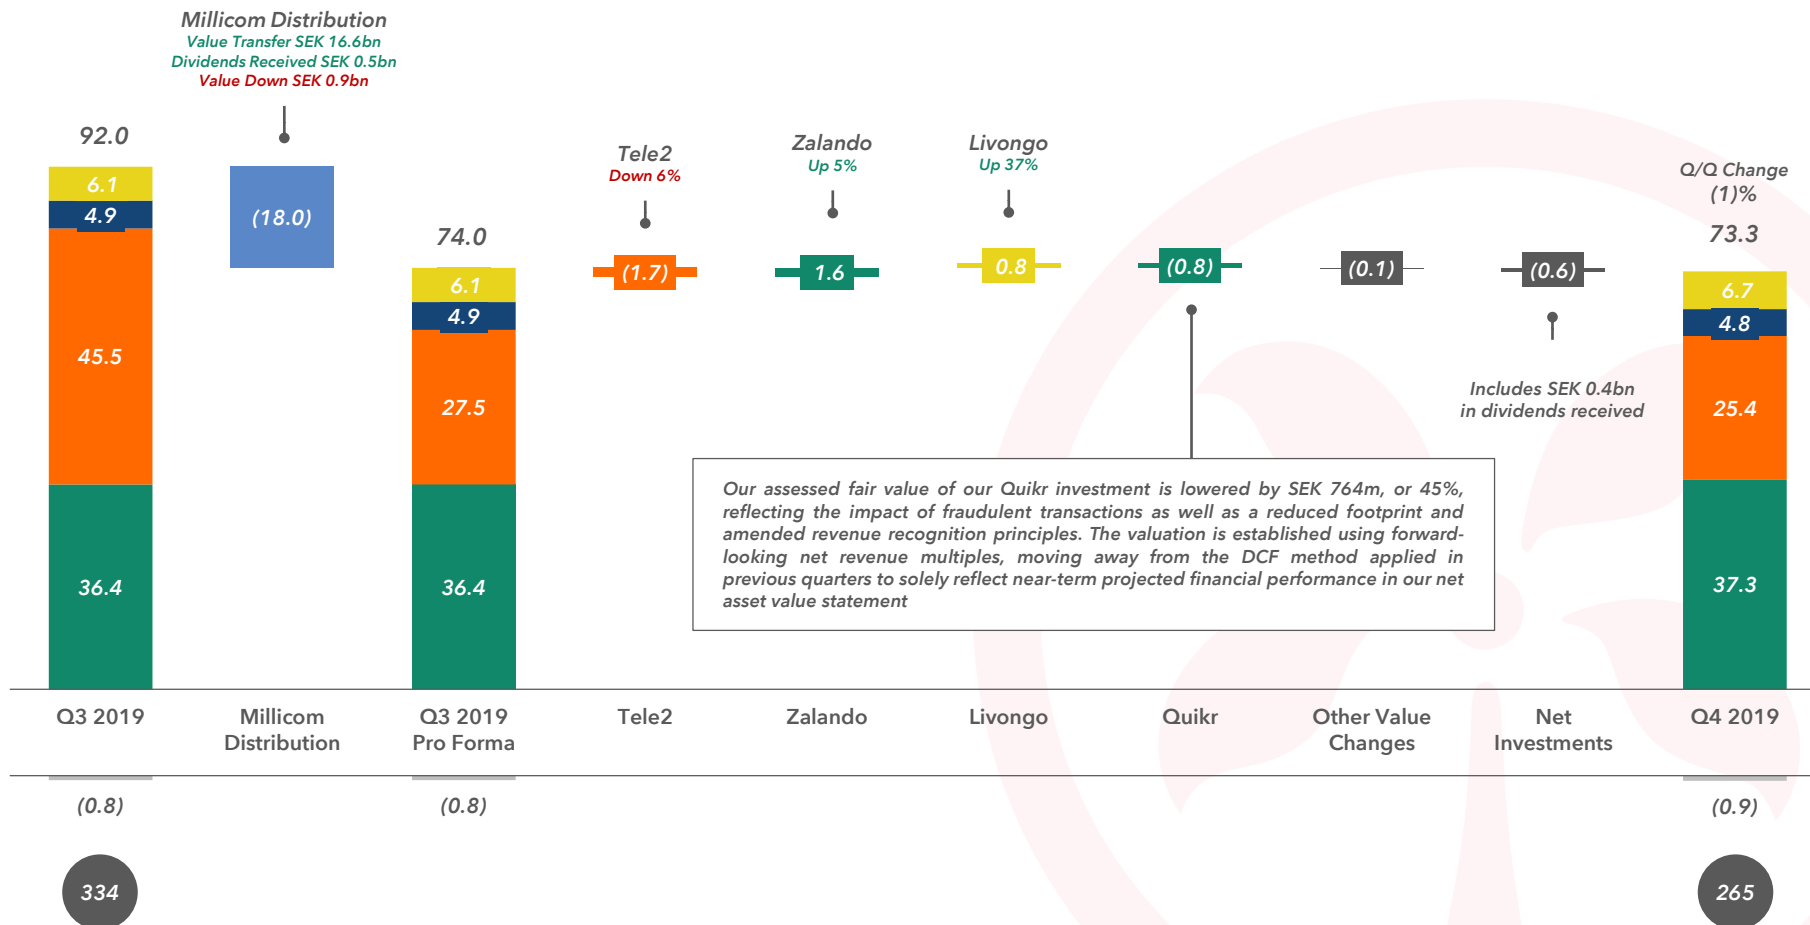 Millicom Distribution
Value Transfer SEK 16.6bn
Dividends Received SEK 0.5bn
Value Down SEK 0.9bn
92.0
6.1
4.9
45.5
36.4
(18.0)
74.0
6.1
4.9
27.5
36.4
Tele2
Down 6%
(1.7)
Zalando
Up 5%
1.6
Livongo
Up 37%
0.8
(0.8)
(0.1)
(0.6)
Includes SEK 0.4bn
in dividends received
Q/Q Change
(1)%
73.3
6.7
4.8
25.4
37.3
Our assessed fair value of our Quikr investment is lowered by SEK 764m, or 45%,
reflecting the impact of fraudulent transactions as well as a reduced footprint and
amended revenue recognition principles. The valuation is established using forward-
looking net revenue multiples, moving away from the DCF method applied in
previous quarters to solely reflect near-term projected financial performance in our net
asset value statement
Q3 2019
Millicom
Distribution
Q3 2019
Pro Forma
Tele2
Zalando
Livongo
Quikr
Other Value
Changes
Net
Investments
Q4 2019
(0.8)
(0.8)
(0.9)
334
265